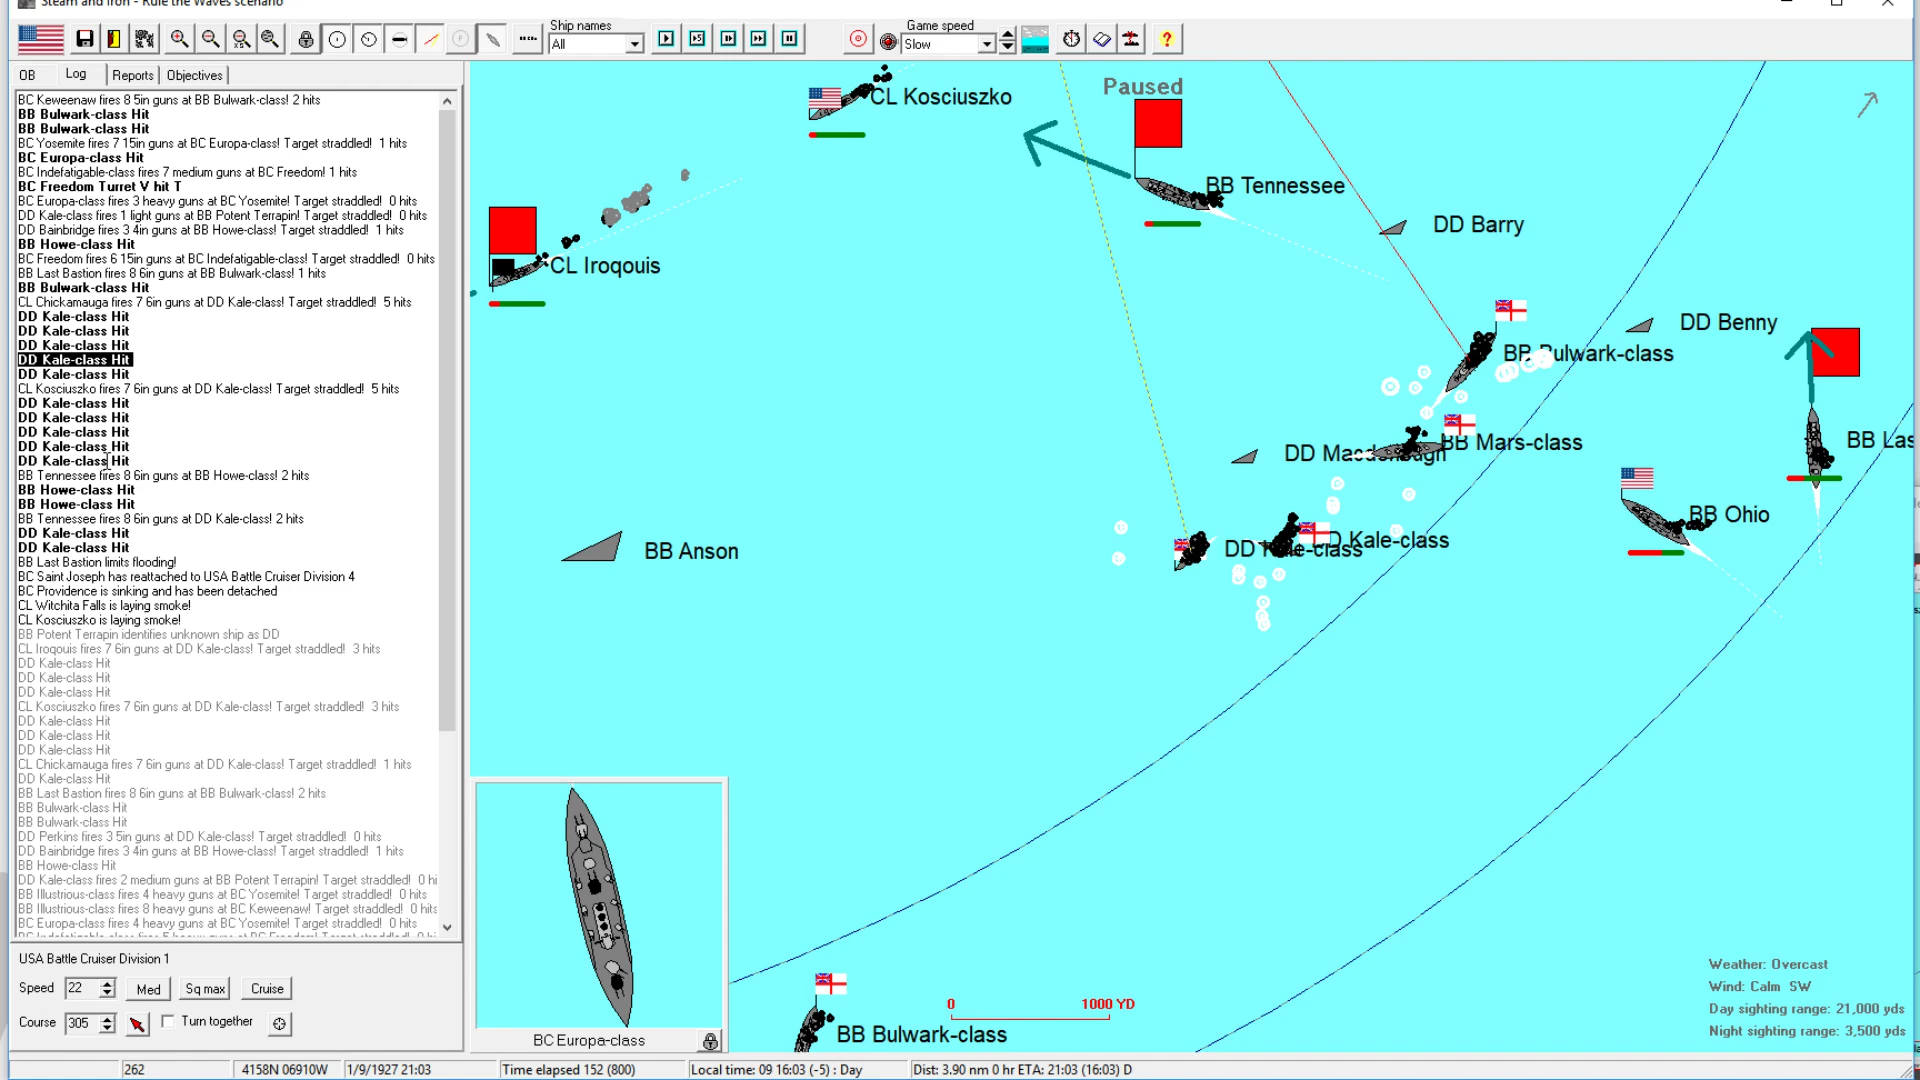 Steam and Iron - Rule the Waves scenario
Ship names
All
Game speed
Slow
OB
Log
Reports
Objectives
BC Keweenaw fires 8 5in guns at BB Bulwark-class! 2 hits
BB Bulwark-class Hit
BB Bulwark-class Hit
BC Yosemite fires 7 15in guns at BC Europa-class! Target straddled!  1 hits
BC Europa-class Hit
BC Indefatigable-class fires 7 medium guns at BC Freedom! 1 hits
BC Freedom Turret V hit T
BC Europa-class fires 3 heavy guns at BC Yosemite! Target straddled!  0 hits
DD Kale-class fires 1 light guns at BB Potent Terrapin! Target straddled!  0 hits
DD Bainbridge fires 3 4in guns at BB Howe-class! Target straddled!  1 hits
BB Howe-class Hit
BC Freedom fires 6 15in guns at BC Indefatigable-class! Target straddled!  0 hits
BB Last Bastion fires 8 6in guns at BB Bulwark-class! 1 hits
BB Bulwark-class Hit
CL Chickamauga fires 7 6in guns at DD Kale-class! Target straddled!  5 hits
DD Kale-class Hit
DD Kale-class Hit
DD Kale-class Hit
DD Kale-class Hit
DD Kale-class Hit
CL Kosciuszko fires 7 6in guns at DD Kale-class! Target straddled!  5 hits
DD Kale-class Hit
DD Kale-class Hit
DD Kale-class Hit
DD Kale-class Hit
DD Kale-class Hit
BB Tennessee fires 8 6in guns at BB Howe-class! 2 hits
BB Howe-class Hit
BB Howe-class Hit
BB Tennessee fires 8 6in guns at DD Kale-class! 2 hits
DD Kale-class Hit
DD Kale-class Hit
BB Last Bastion limits flooding!
BC Saint Joseph has reattached to USA Battle Cruiser Division 4
BC Providence is sinking and has been detached
CL Witchita Falls is laying smoke!
CL Kosciuszko is laying smoke!
BB Potent Terrapin identifies unknown ship as DD
CL Iroqouis fires 7 6in guns at DD Kale-class! Target straddled!  3 hits
DD Kale-class Hit
DD Kale-class Hit
DD Kale-class Hit
CL Kosciuszko fires 7 6in guns at DD Kale-class! Target straddled!  3 hits
DD Kale-class Hit
DD Kale-class Hit
DD Kale-class Hit
CL Chickamauga fires 7 6in guns at DD Kale-class! Target straddled!  1 hits
DD Kale-class Hit
BB Last Bastion fires 8 6in guns at BB Bulwark-class! 2 hits
BB Bulwark-class Hit
BB Bulwark-class Hit
DD Perkins fires 3 5in guns at DD Kale-class! Target straddled!  0 hits
DD Bainbridge fires 3 4in guns at BB Howe-class! Target straddled!  1 hits
BB Howe-class Hit
DD Kale-class fires 2 medium guns at BB Potent Terrapin! Target straddled!  0 hi
BB Illustrious-class fires 4 heavy guns at BC Yosemite! Target straddled!  0 hits
BB Illustrious-class fires 8 heavy guns at BC Keweenaw! Target straddled!  0 hits
BC Europa-class fires 4 heavy guns at BC Yosemite! Target straddled!  0 hits
USA Battle Cruiser Division 1
Speed 22 Med Sq max Cruise
Course 305 Turn together
Paused
CL Kosciuszko
BB Tennessee
DD Barry
CL Iroqouis
DD Benny
BB Bulwark-class
BB Mars-class
BB Las
DD Macdonough
BB Ohio
BB Anson
DD Kale-class
DD Kale-class
BB Bulwark-class
BC Europa-class
0 1000 YD
Weather: Overcast
Wind: Calm  SW
Day sighting range: 21,000 yds
Night sighting range: 3,500 yds
262
4158N 06910W
1/9/1927 21:03
Time elapsed 152 (800)
Local time: 09 16:03 (-5) : Day
Dist: 3.90 nm 0 hr ETA: 21:03 (16:03) D